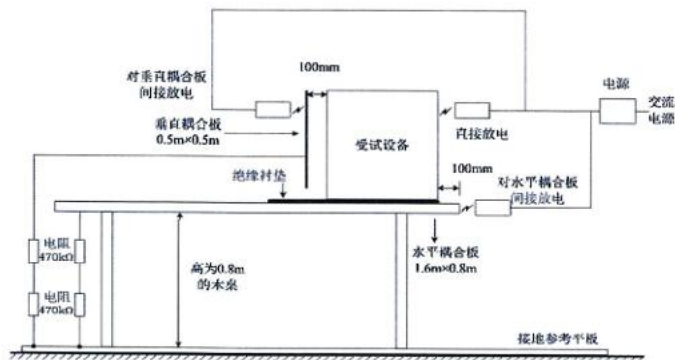 100mm
对垂直耦合板
间接放电
电源
交流
电源
垂直耦合板
0.5m×0.5m
直接放电
受试设备
100mm
绝缘衬垫
对水平耦合板
间接放电
电阻
470kΩ
高为0.8m
的木桌
水平耦合板
1.6m×0.8m
电阻
470kΩ
接地参考平板